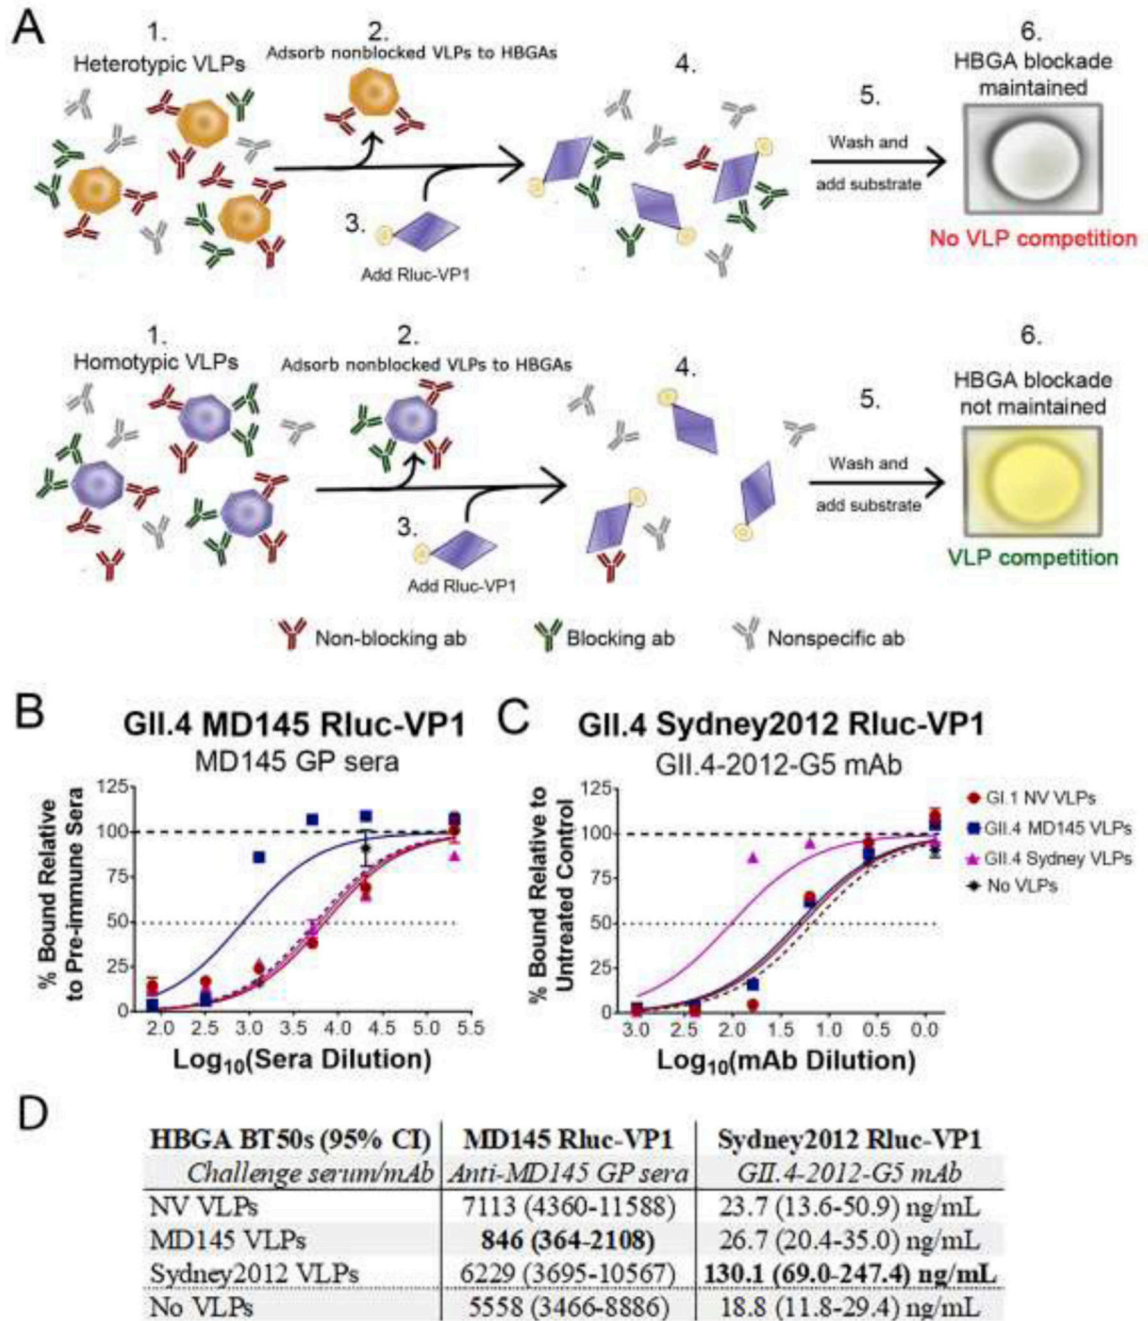 A
1.
Heterotypic VLPs
2.
Adsorb nonblocked VLPs to HBGAs
3.
Add Rluc-VP1
4.
5.
Wash and
add substrate
6.
HBGA blockade
maintained
No VLP competition
1.
Homotypic VLPs
2.
Adsorb nonblocked VLPs to HBGAs
3.
Add Rluc-VP1
4.
5.
Wash and
add substrate
6.
HBGA blockade
not maintained
VLP competition
Non-blocking ab
Blocking ab
Nonspecific ab
B
GII.4 MD145 Rluc-VP1
MD145 GP sera
% Bound Relative
to Pre-immune Sera
125
100
75
50
25
0
2.0 2.5 3.0 3.5 4.0 4.5 5.0 5.5
Log10(Sera Dilution)
C
GII.4 Sydney2012 Rluc-VP1
GII.4-2012-G5 mAb
% Bound Relative to
Untreated Control
125
100
75
50
25
0
3.0 2.5 2.0 1.5 1.0 0.5 0.0
Log10(mAb Dilution)
GI.1 NV VLPs
GII.4 MD145 VLPs
GII.4 Sydney VLPs
No VLPs
D
HBGA BT50s (95% CI) MD145 Rluc-VP1 Sydney2012 Rluc-VP1
Challenge serum/mAb Anti-MD145 GP sera GII.4-2012-G5 mAb
NV VLPs 7113 (4360-11588) 23.7 (13.6-50.9) ng/mL
MD145 VLPs 846 (364-2108) 26.7 (20.4-35.0) ng/mL
Sydney2012 VLPs 6229 (3695-10567) 130.1 (69.0-247.4) ng/mL
No VLPs 5558 (3466-8886) 18.8 (11.8-29.4) ng/mL